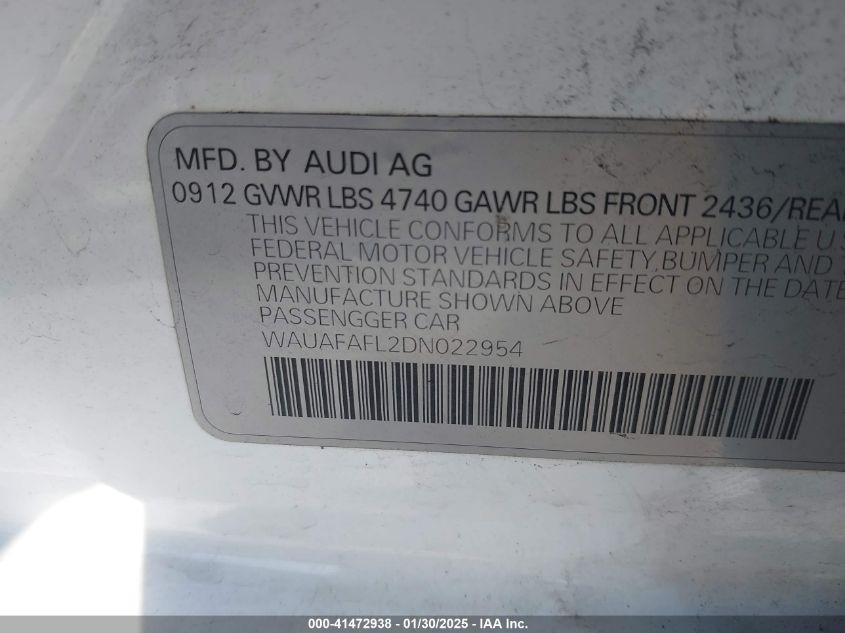 MFD. BY AUDI AG
0912 GVWR LBS 4740 GAWR LBS FRONT 2436/REA
THIS VEHICLE CONFORMS TO ALL APPLICABLE U.S
FEDERAL MOTOR VEHICLE SAFETY,BUMPER AND
PREVENTION STANDARDS IN EFFECT ON THE DATE
MANUFACTURE SHOWN ABOVE
PASSENGGER CAR
WAUAFAFL2DN022954
000-41472938 - 01/30/2025 - IAA Inc.